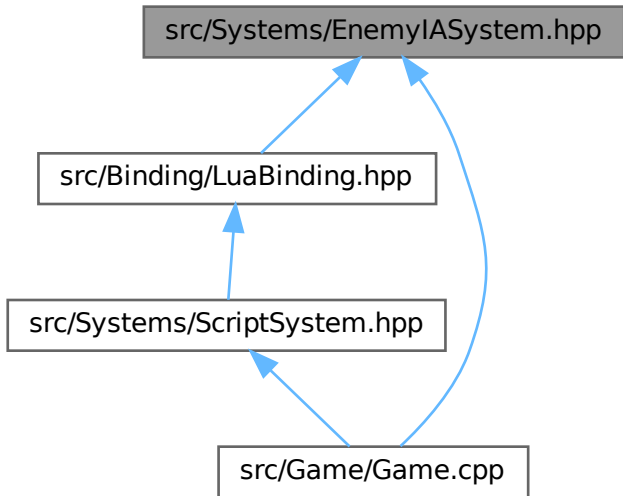 src/Systems/EnemyIASystem.hpp
src/Binding/LuaBinding.hpp
src/Systems/ScriptSystem.hpp
src/Game/Game.cpp